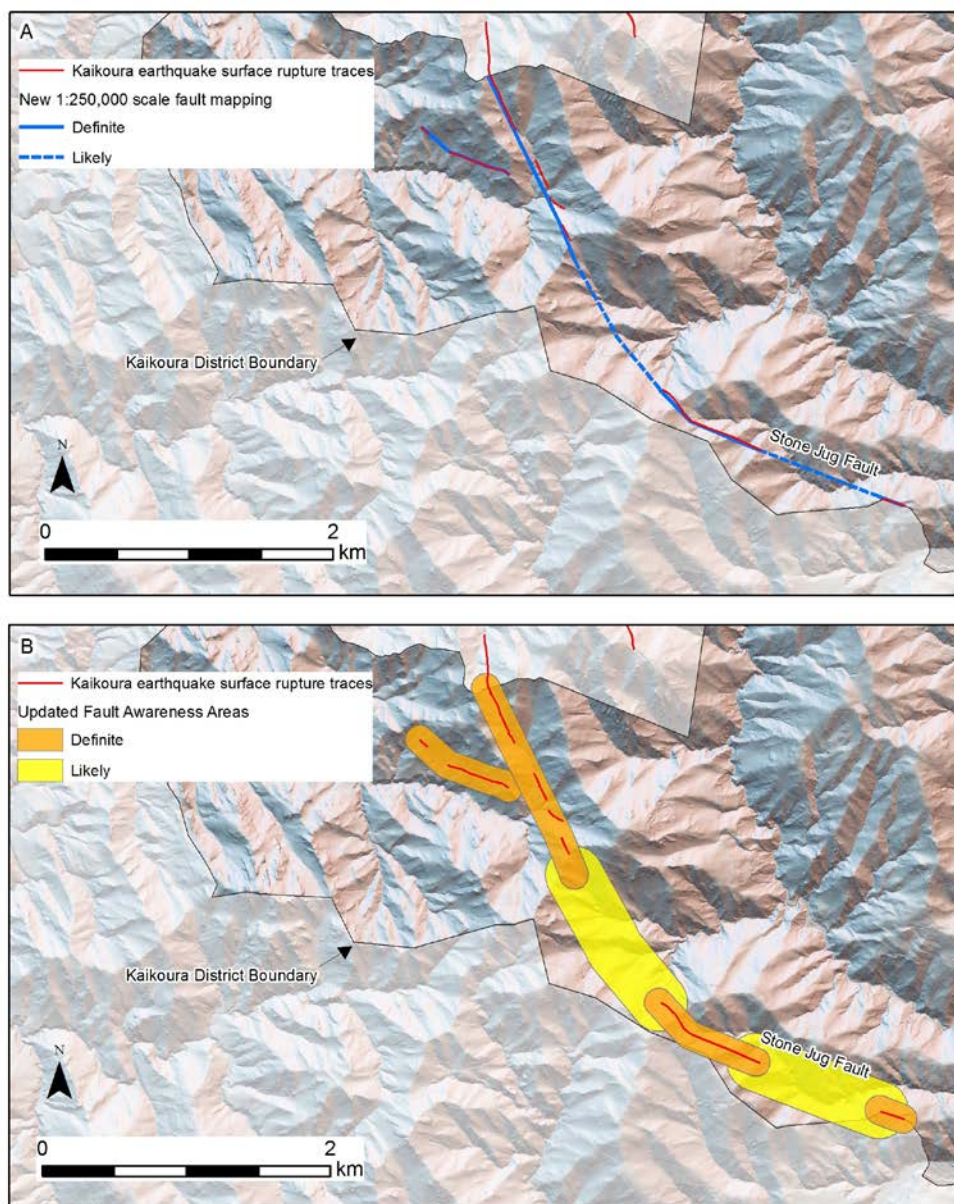 A
Kaikoura earthquake surface rupture traces
New 1:250,000 scale fault mapping
Definite
Likely
Kaikoura District Boundary
Stone Jug Fault
N
0
2
km
B
Kaikoura earthquake surface rupture traces
Updated Fault Awareness Areas
Definite
Likely
Kaikoura District Boundary
Stone Jug Fault
N
0
2
km